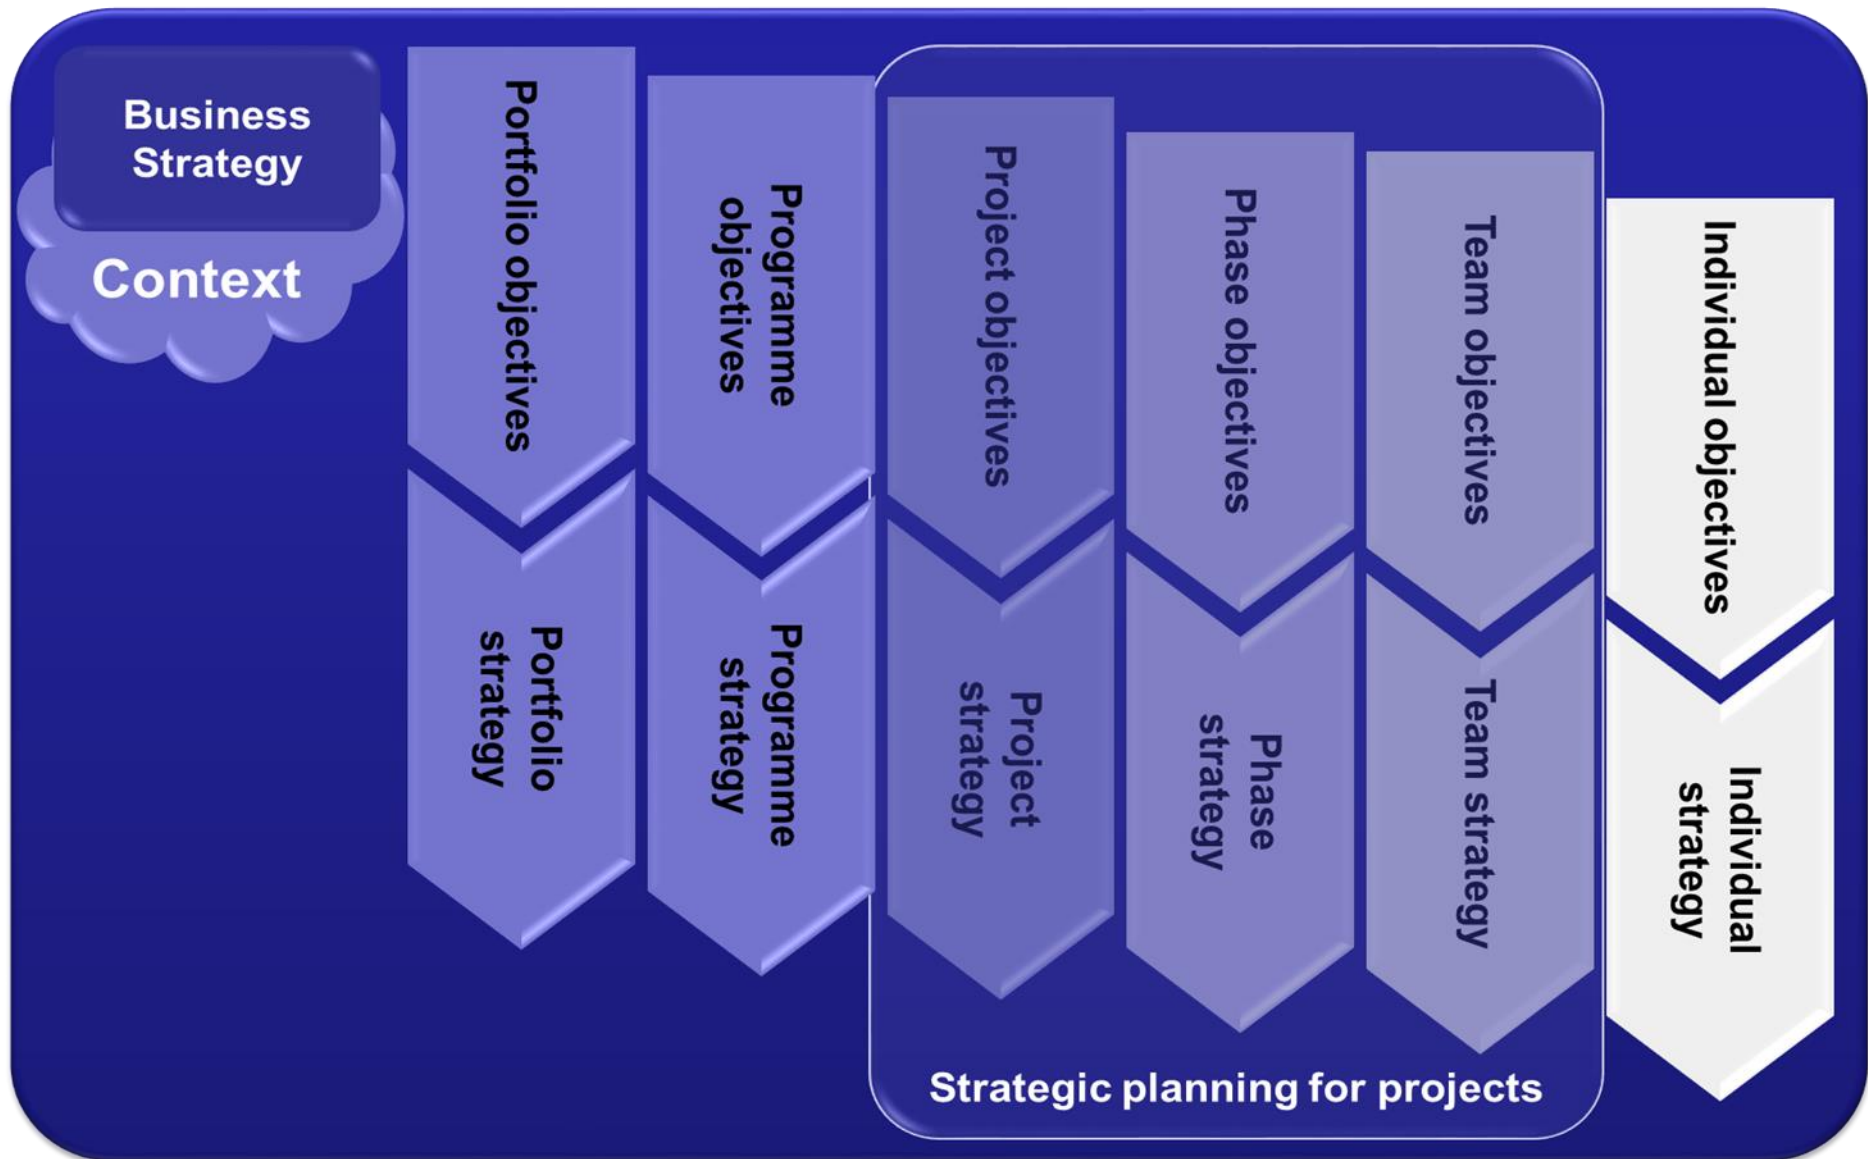 Business
Strategy
Context
Portfolio objectives
Portfolio
strategy
Programme
objectives
Programme
strategy
Project objectives
Project
strategy
Phase objectives
Phase
strategy
Team objectives
Team strategy
Individual objectives
Individual
strategy
Strategic planning for projects